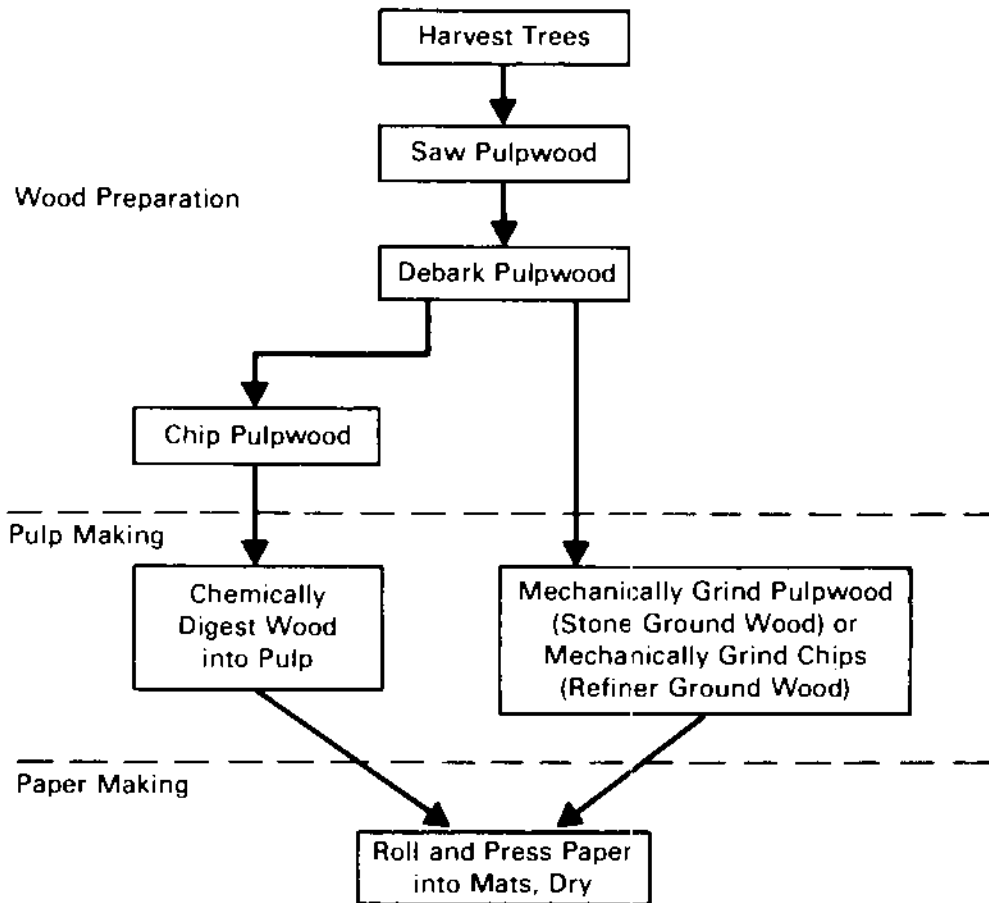 Harvest Trees
Saw Pulpwood
Wood Preparation
Debark Pulpwood
Chip Pulpwood
Pulp Making
Chemically
Digest Wood
into Pulp
Mechanically Grind Pulpwood
(Stone Ground Wood) or
Mechanically Grind Chips
(Refiner Ground Wood)
Paper Making
Roll and Press Paper
into Mats, Dry